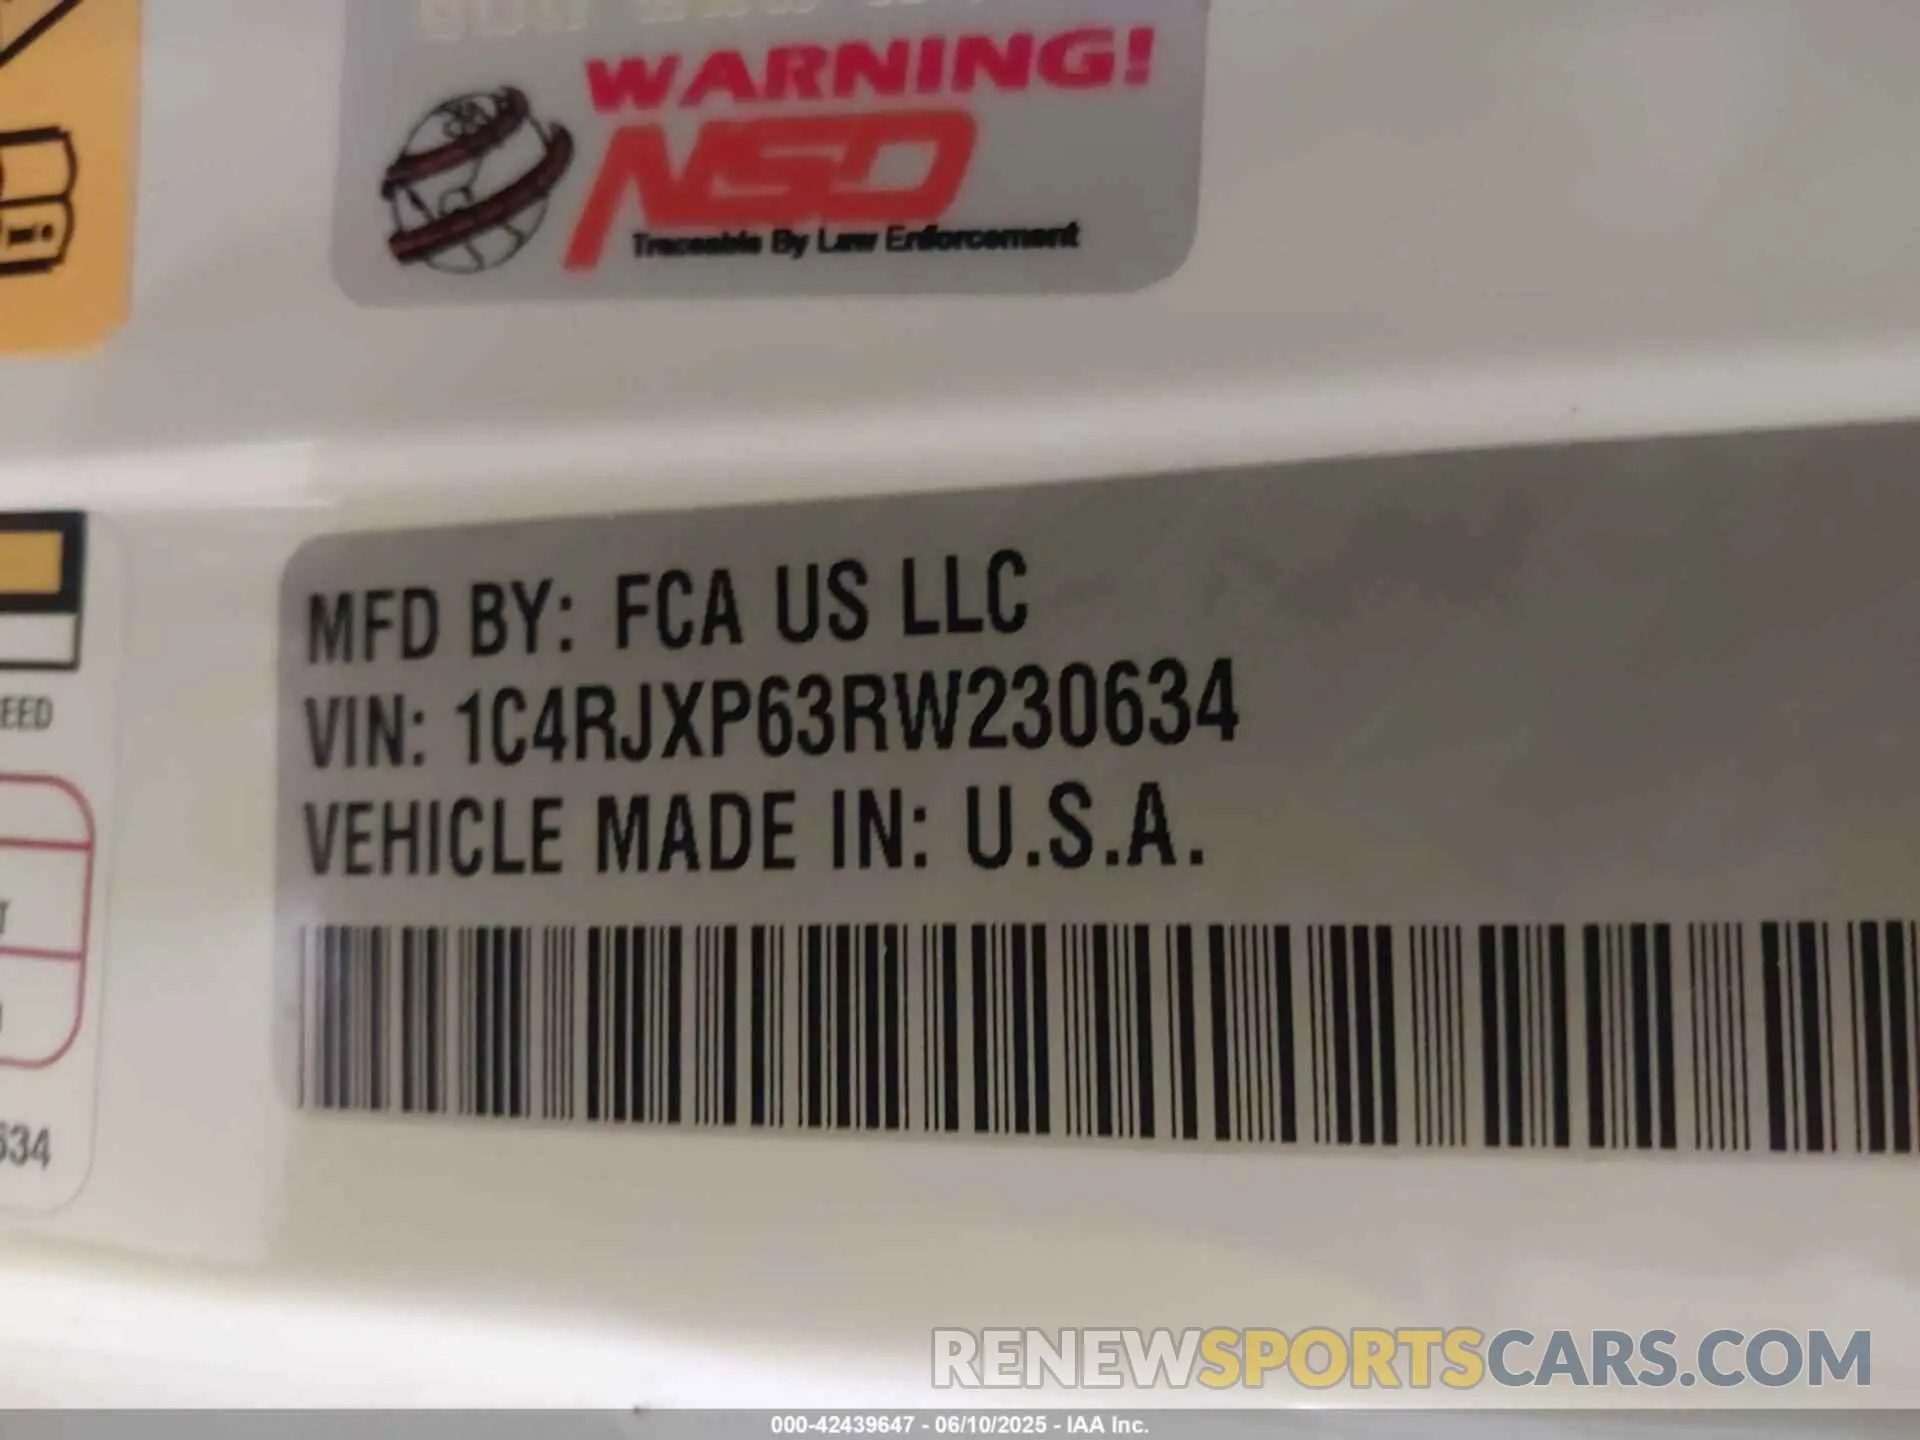 WARNING!
NSD
Traceable By Law Enforcement
MFD BY: FCA US LLC
VIN: 1C4RJXP63RW230634
VEHICLE MADE IN: U.S.A.
EED
634
RENEWSPORTSCARS.COM
000-42439647 - 06/10/2025 - IAA Inc.